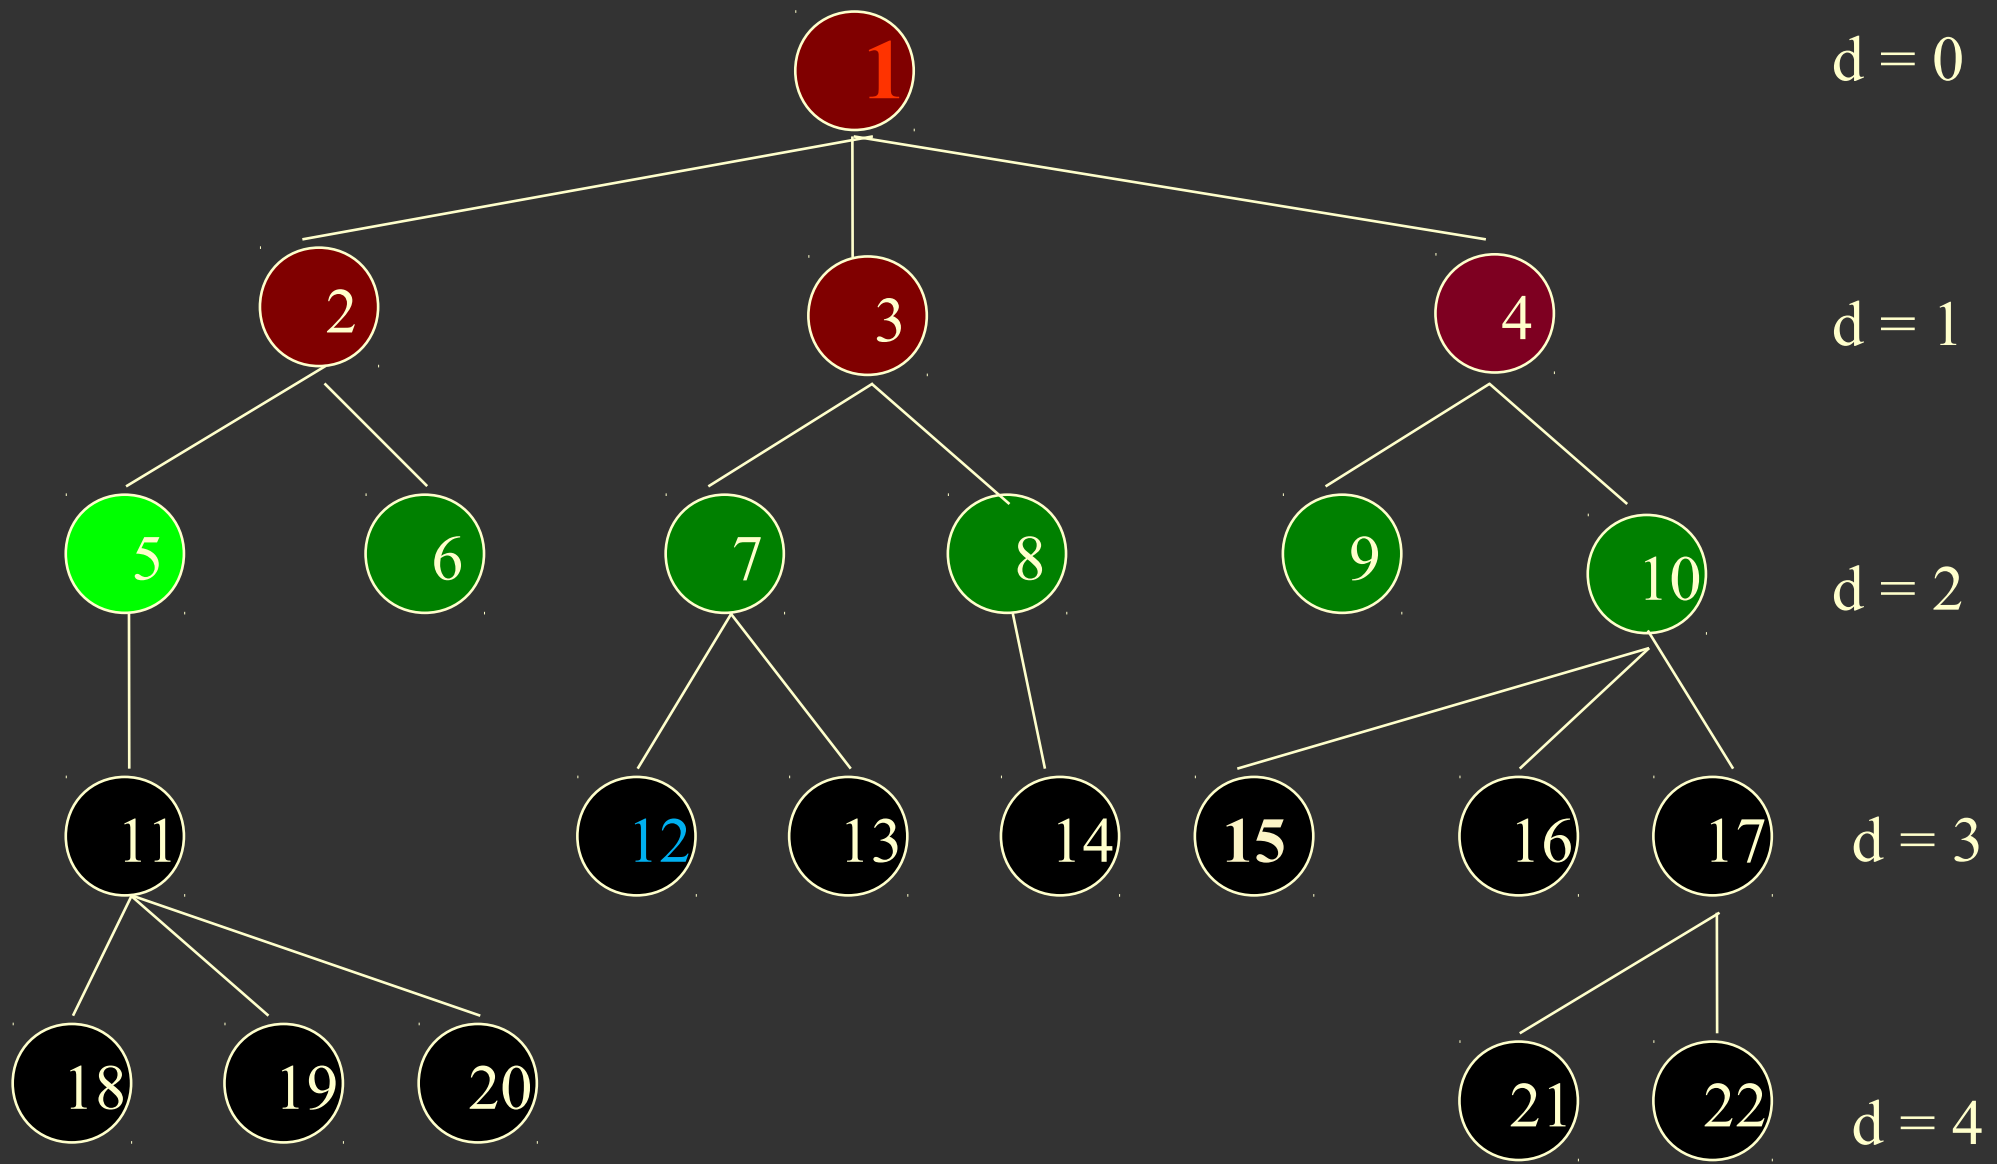 1 d = 0
2 3 4 d = 1
5 6 7 8 9 10 d = 2
11 12 13 14 15 16 17 d = 3
18 19 20 21 22 d = 4